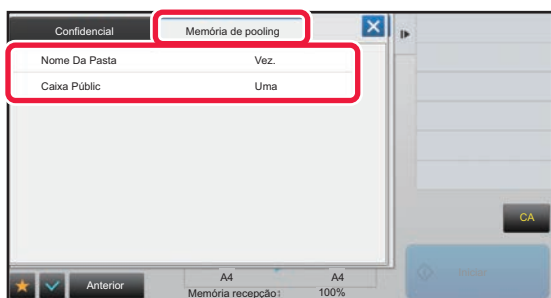 Confidencial Memória de pooling
Nome Da Pasta Vez.
Caixa Públic Uma
CA
A4 A4
Anterior
Memória recepção: 100%